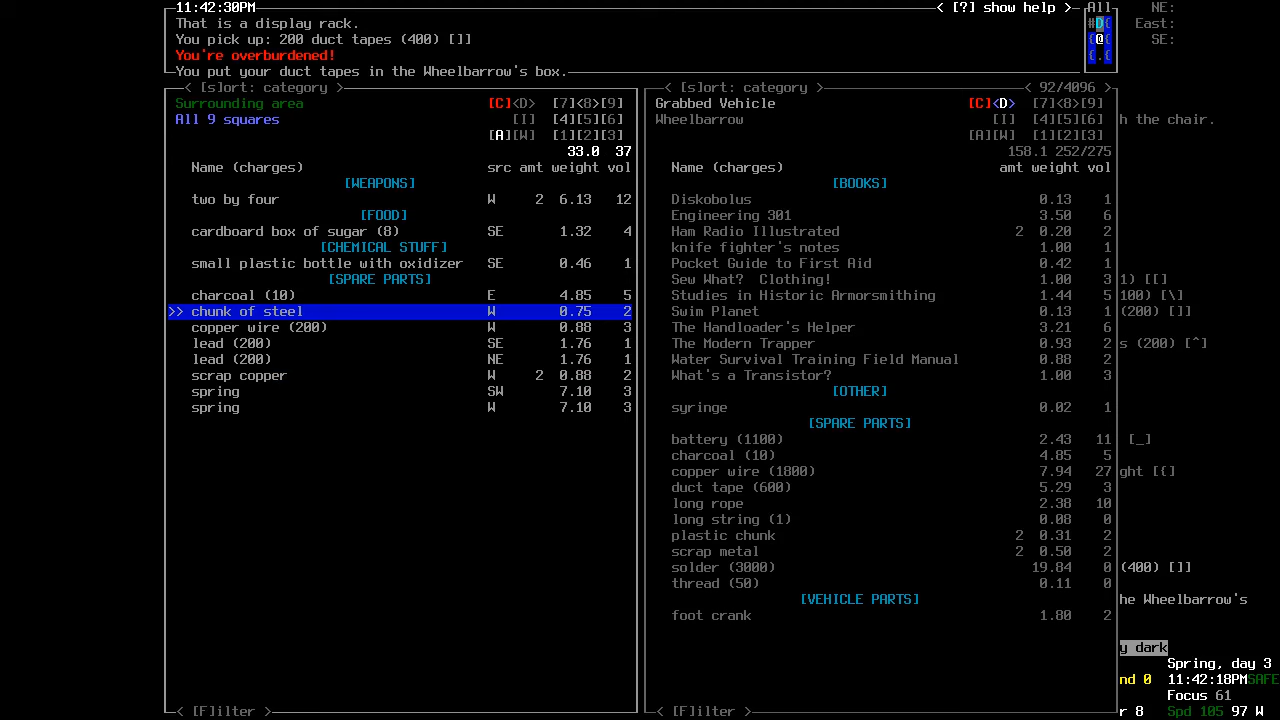 11:42:30PM < [?] show help > All NE:
That is a display rack. #D{ East:
You pick up: 200 duct tapes (400) []] {@{ SE:
You're overburdened! {.{
You put your duct tapes in the Wheelbarrow's box.
< [s]ort: category > < [s]ort: category > < 92/4096 >
Surrounding area [C]<D> [7]<8>[9] Grabbed Vehicle [C]<D> [7]<8>[9]
All 9 squares [I] [4][5][6] Wheelbarrow [I] [4][5][6] h the chair.
[A][W] [1][2][3] [A][W] [1][2][3]
33.0 37 158.1 252/275
Name (charges) src amt weight vol Name (charges) amt weight vol
[WEAPONS] [BOOKS]
two by four W 2 6.13 12 Diskobolus 0.13 1
[FOOD] Engineering 301 3.50 6
cardboard box of sugar (8) SE 1.32 4 Ham Radio Illustrated 2 0.20 2
[CHEMICAL STUFF] knife fighter's notes 1.00 1
small plastic bottle with oxidizer SE 0.46 1 Pocket Guide to First Aid 0.42 1
[SPARE PARTS] Sew What?  Clothing! 1.00 3 1) [[]
charcoal (10) E 4.85 5 Studies in Historic Armorsmithing 1.44 5 100) [\]
>> chunk of steel W 0.75 2 Swim Planet 0.13 1 (200) []]
copper wire (200) W 0.88 3 The Handloader's Helper 3.21 6
lead (200) SE 1.76 1 The Modern Trapper 0.93 2 s (200) [^]
lead (200) NE 1.76 1 Water Survival Training Field Manual 0.88 2
scrap copper W 2 0.88 2 What's a Transistor? 1.00 3
spring SW 7.10 3 [OTHER]
spring W 7.10 3 syringe 0.02 1
[SPARE PARTS]
battery (1100) 2.43 11 [_]
charcoal (10) 4.85 5
copper wire (1800) 7.94 27 ght [{]
duct tape (600) 5.29 3
long rope 2.38 10
long string (1) 0.08 0
plastic chunk 2 0.31 2
scrap metal 2 0.50 2
solder (3000) 19.84 0 (400) []]
thread (50) 0.11 0
[VEHICLE PARTS] he Wheelbarrow's
foot crank 1.80 2
y dark
Spring, day 3
nd 0 11:42:18PM SAFE
Focus 61
< [F]ilter > < [F]ilter > r 8 Spd 105 97 W